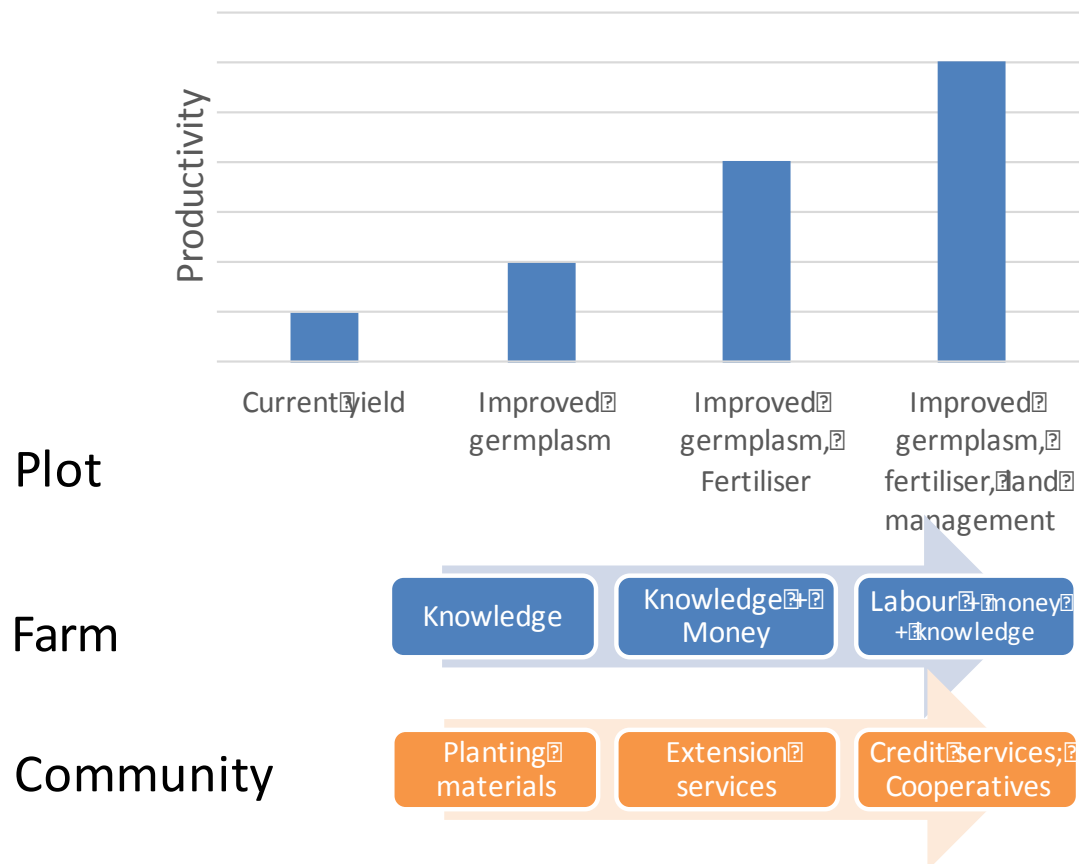 Productivity
Current⍰yield
Improved⍰
germplasm
Improved⍰
germplasm,⍰
Fertiliser
Improved⍰
germplasm,⍰
fertiliser,⍰land⍰
management
Plot
Farm
Knowledge
Knowledge⍰+⍰
Money
Labour⍰+⍰money⍰
+⍰knowledge
Community
Planting⍰
materials
Extension⍰
services
Credit⍰services;⍰
Cooperatives